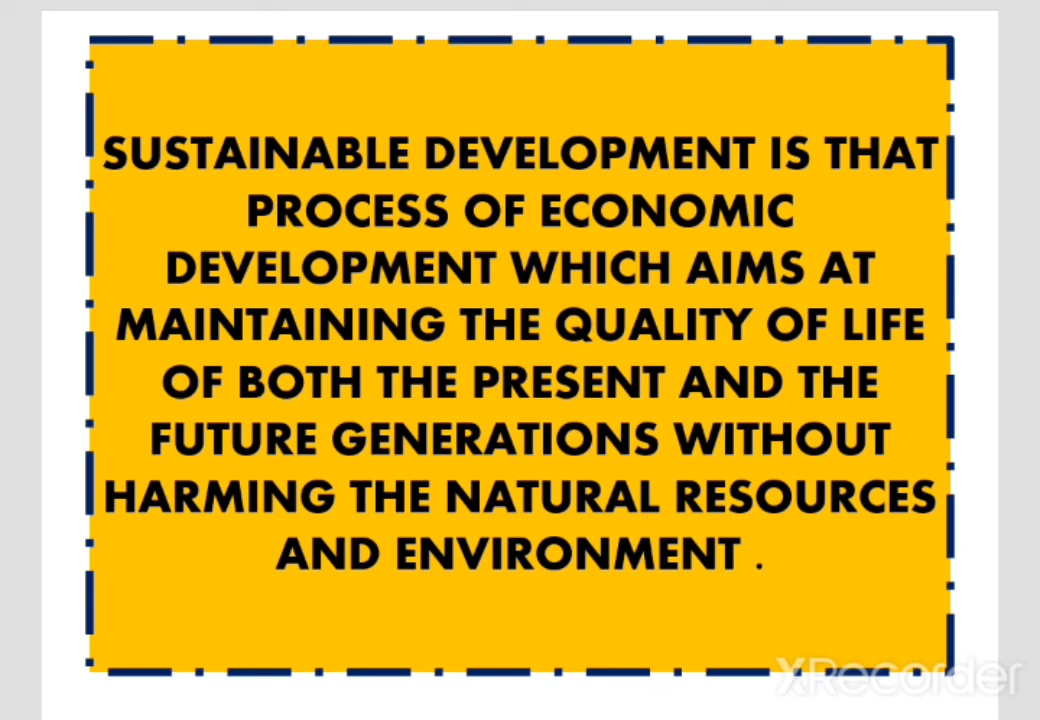 SUSTAINABLE DEVELOPMENT IS THAT
PROCESS OF ECONOMIC
DEVELOPMENT WHICH AIMS AT
MAINTAINING THE QUALITY OF LIFE
OF BOTH THE PRESENT AND THE
FUTURE GENERATIONS WITHOUT
HARMING THE NATURAL RESOURCES
AND ENVIRONMENT .
XRecorder